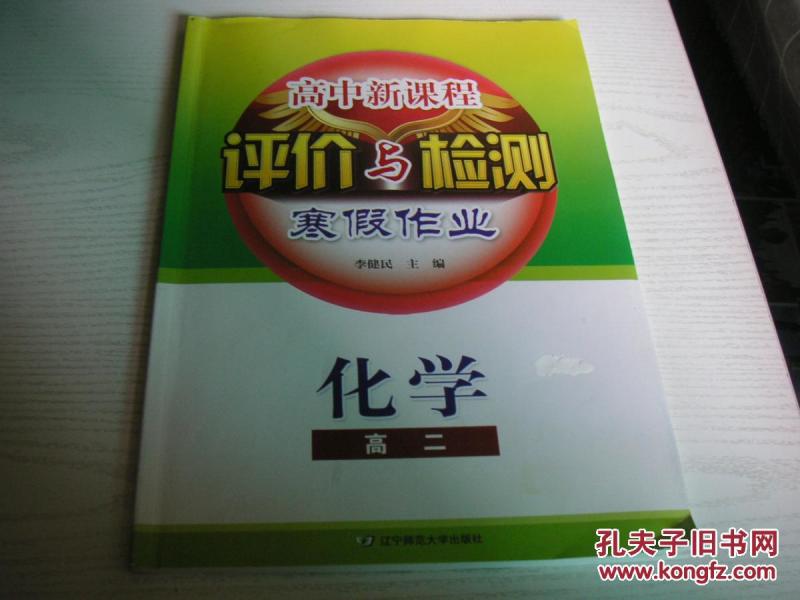 高中新课程
评价与检测
寒假作业
李健民 主 编
化学
高 二
辽宁师范大学出版社
孔夫子旧书网
www.kongfz.com